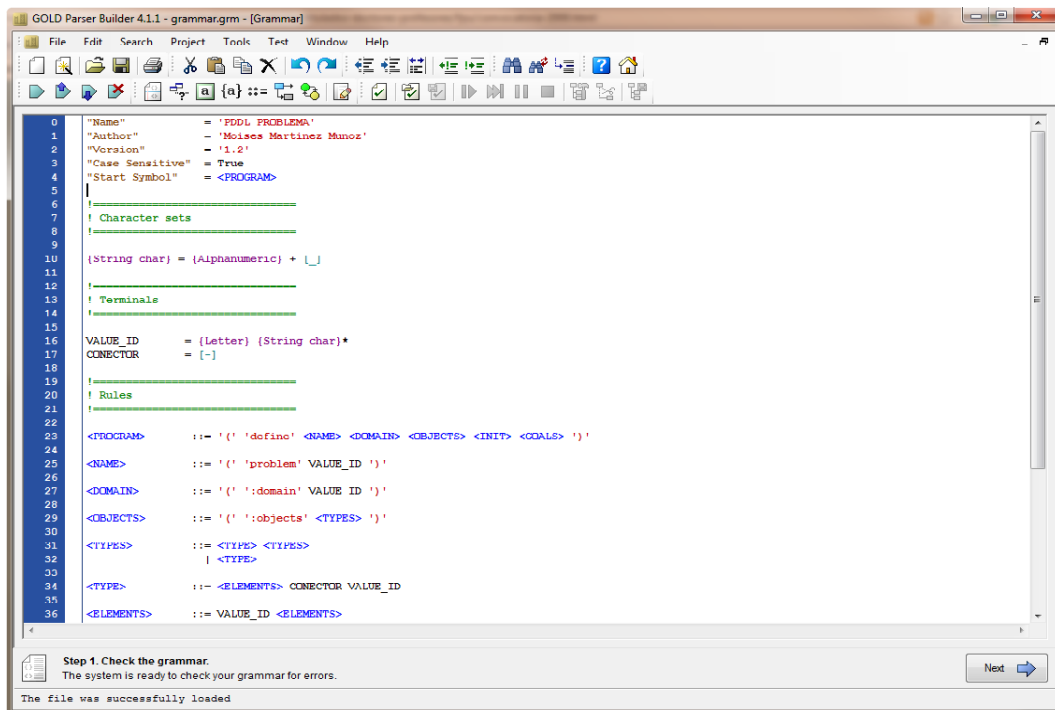 GOLD Parser Builder 4.1.1 - grammar.grm - [Grammar]
File Edit Search Project Tools Test Window Help
0 "Name" = 'PDDL PROBLEMA'
1 "Author" = 'Moises Martinez Munoz'
2 "Version" = '1.2'
3 "Case Sensitive" = True
4 "Start Symbol" = <PROGRAM>
5
6 !================================
7 ! Character sets
8 !================================
9
10 {String char} = {Alphanumeric} + [_]
11
12 !================================
13 ! Terminals
14 !================================
15
16 VALUE_ID = {Letter} {String char}*
17 CONECTOR = [-]
18
19 !================================
20 ! Rules
21 !================================
22
23 <PROGRAM> ::= '(' 'define' <NAME> <DOMAIN> <OBJECTS> <INIT> <GOALS> ')'
24
25 <NAME> ::= '(' 'problem' VALUE_ID ')'
26
27 <DOMAIN> ::= '(' ':domain' VALUE_ID ')'
28
29 <OBJECTS> ::= '(' ':objects' <TYPES> ')'
30
31 <TYPES> ::= <TYPE> <TYPES>
32 | <TYPE>
33
34 <TYPE> ::= <ELEMENTS> CONECTOR VALUE_ID
35
36 <ELEMENTS> ::= VALUE_ID <ELEMENTS>
Step 1. Check the grammar.
The system is ready to check your grammar for errors.
Next
The file was successfully loaded